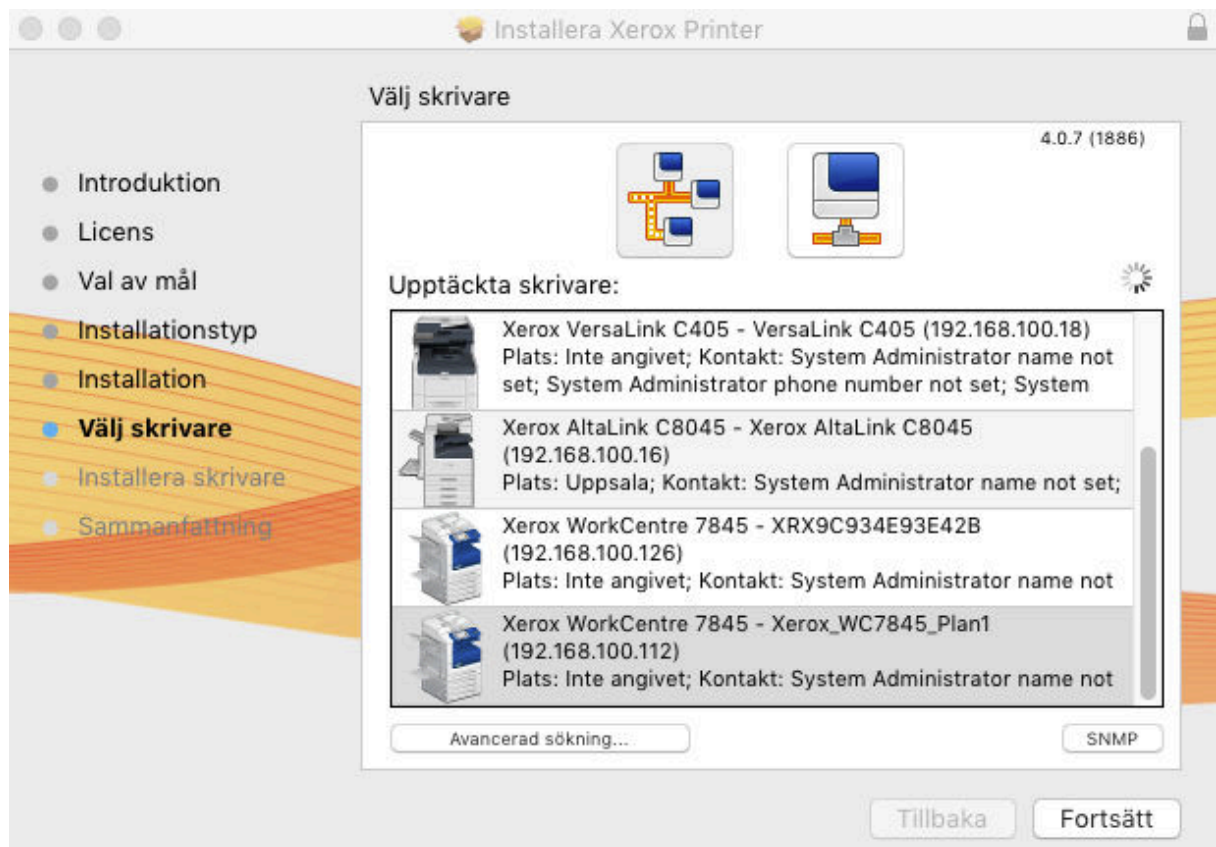 Installera Xerox Printer
Välj skrivare
4.0.7 (1886)
Introduktion
Licens
Val av mål
Installationstyp
Installation
Välj skrivare
Installera skrivare
Sammanfattning
Upptäckta skrivare:
Xerox VersaLink C405 - VersaLink C405 (192.168.100.18)
Plats: Inte angivet; Kontakt: System Administrator name not
set; System Administrator phone number not set; System
Xerox AltaLink C8045 - Xerox AltaLink C8045
(192.168.100.16)
Plats: Uppsala; Kontakt: System Administrator name not set;
Xerox WorkCentre 7845 - XRX9C934E93E42B
(192.168.100.126)
Plats: Inte angivet; Kontakt: System Administrator name not
Xerox WorkCentre 7845 - Xerox_WC7845_Plan1
(192.168.100.112)
Plats: Inte angivet; Kontakt: System Administrator name not
Avancerad sökning...
SNMP
Tillbaka
Fortsätt